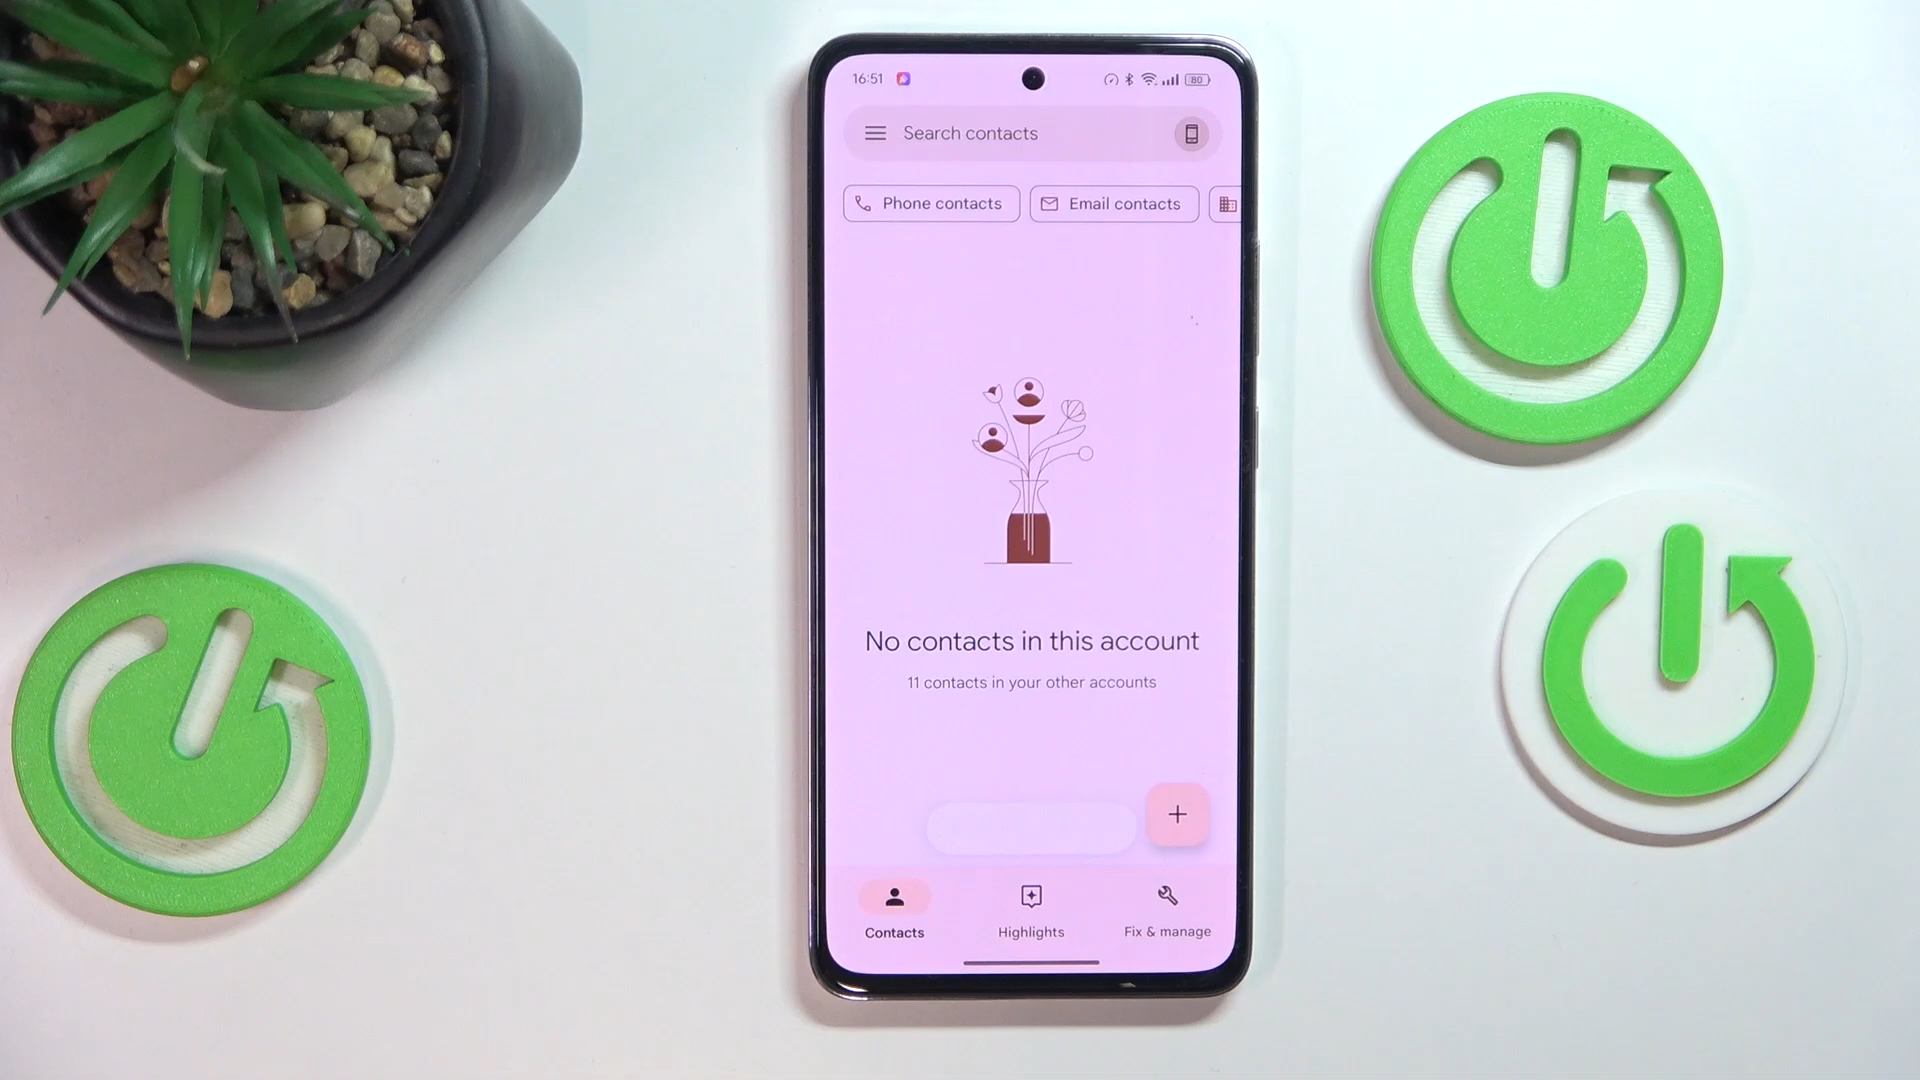 16:51
80
Search contacts
Phone contacts
Email contacts
No contacts in this account
11 contacts in your other accounts
+
Contacts
Highlights
Fix & manage